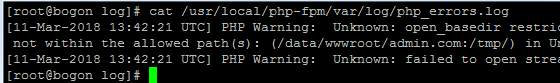 [root@bogon log]# cat /usr/local/php-fpm/var/log/php_errors.log
[11-Mar-2018 13:42:21 UTC] PHP Warning:  Unknown: open_basedir restric
not within the allowed path(s): (/data/wwwroot/admin.com:/tmp/) in Un
[11-Mar-2018 13:42:21 UTC] PHP Warning:  Unknown: failed to open stre
[root@bogon log]#